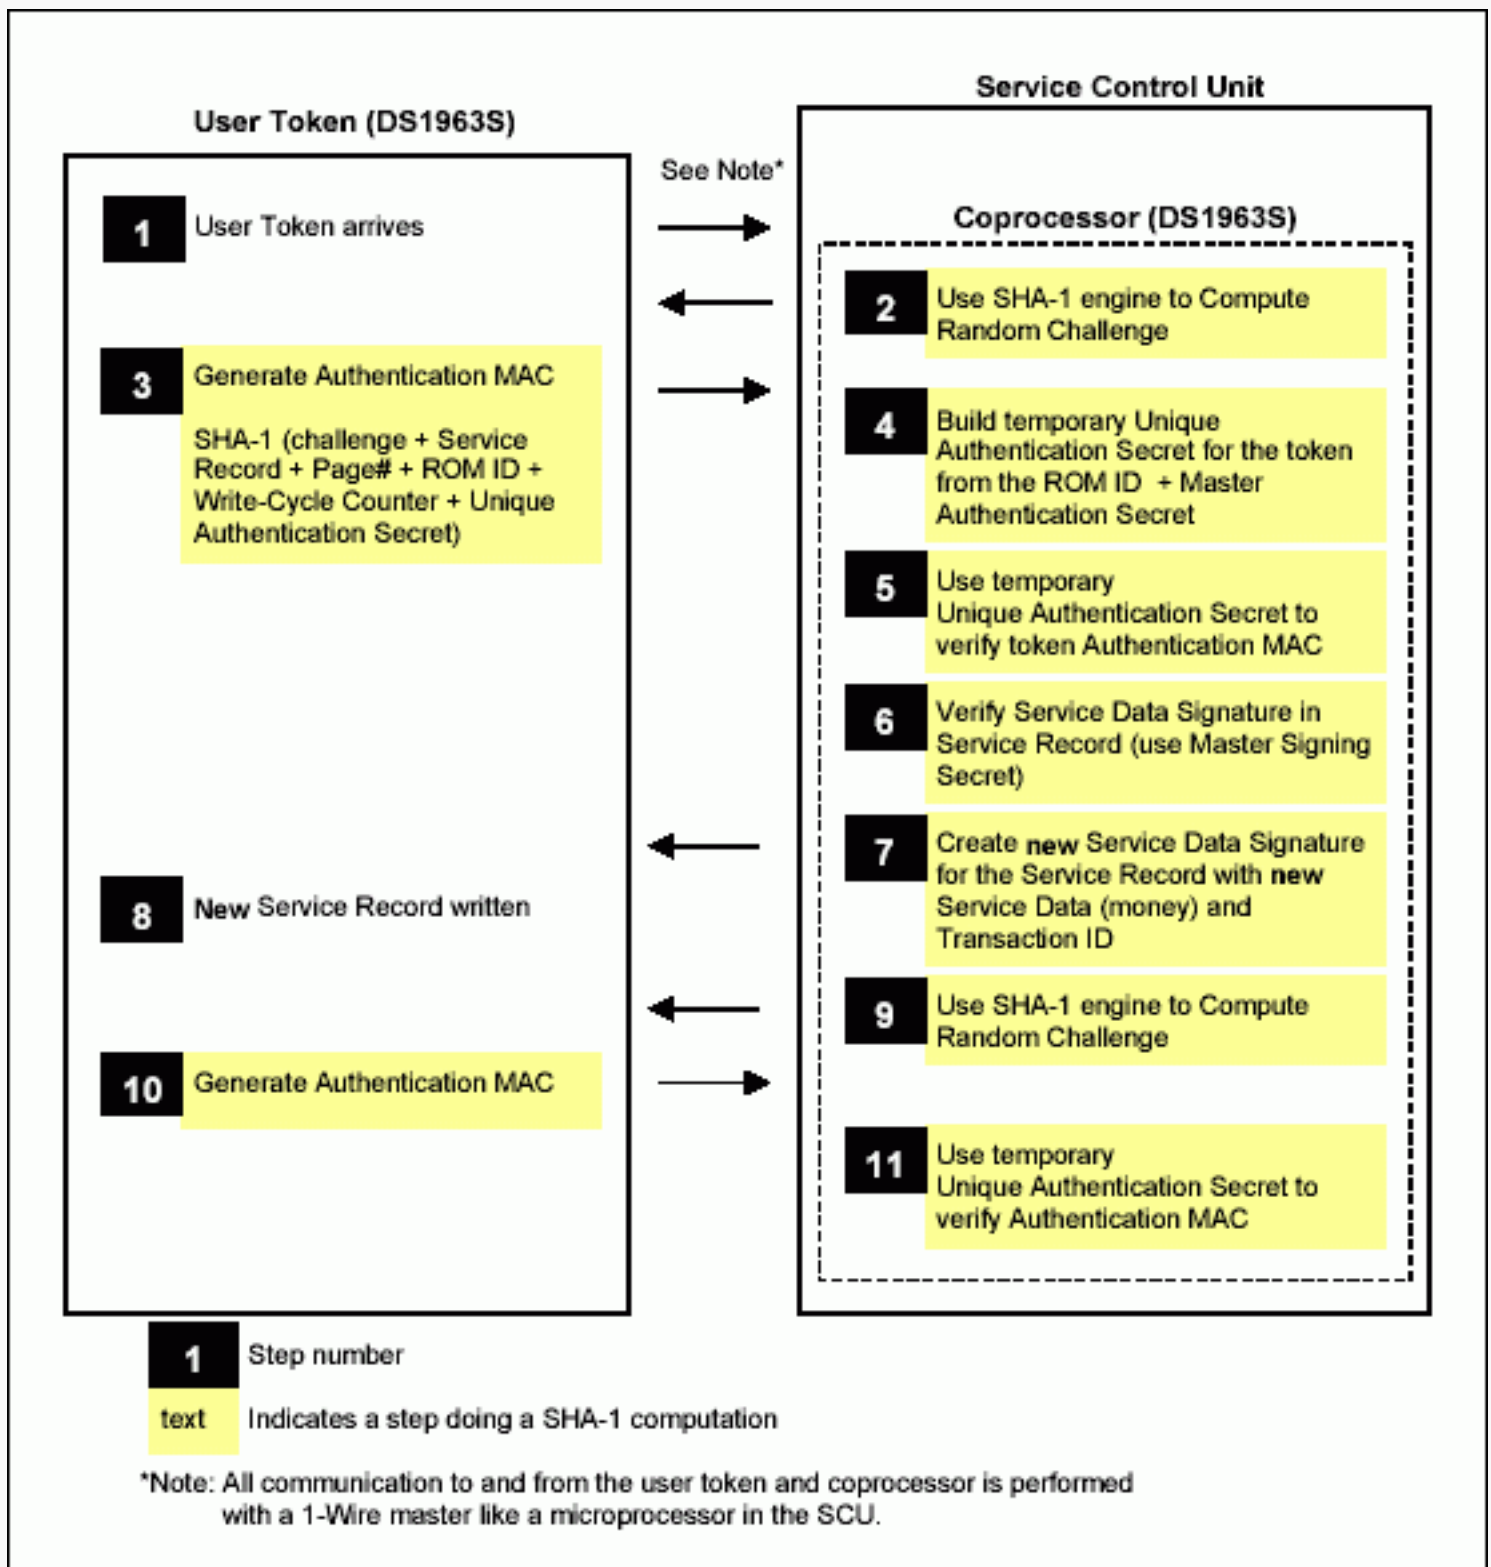 Service Control Unit
User Token (DS1963S)
See Note*
1
User Token arrives
Coprocessor (DS1963S)
2
Use SHA-1 engine to Compute
Random Challenge
3
Generate Authentication MAC
SHA-1 (challenge + Service
Record + Page# + ROM ID +
Write-Cycle Counter + Unique
Authentication Secret)
4
Build temporary Unique
Authentication Secret for the token
from the ROM ID + Master
Authentication Secret
5
Use temporary
Unique Authentication Secret to
verify token Authentication MAC
6
Verify Service Data Signature in
Service Record (use Master Signing
Secret)
7
Create new Service Data Signature
for the Service Record with new
Service Data (money) and
Transaction ID
8
New Service Record written
9
Use SHA-1 engine to Compute
Random Challenge
10
Generate Authentication MAC
11
Use temporary
Unique Authentication Secret to
verify Authentication MAC
1
Step number
text
Indicates a step doing a SHA-1 computation
*Note: All communication to and from the user token and coprocessor is performed
with a 1-Wire master like a microprocessor in the SCU.